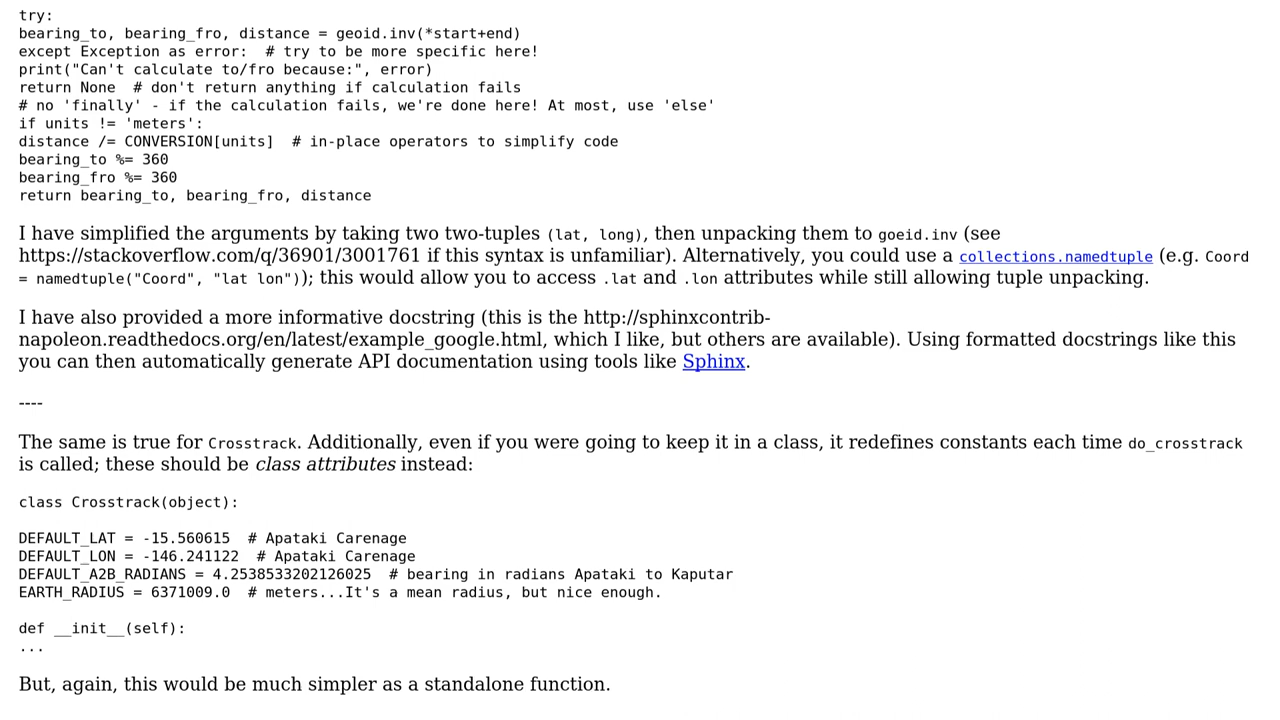 try:
bearing_to, bearing_fro, distance = geoid.inv(*start+end)
except Exception as error:  # try to be more specific here!
print("Can't calculate to/fro because:", error)
return None  # don't return anything if calculation fails
# no 'finally' - if the calculation fails, we're done here! At most, use 'else'
if units != 'meters':
distance /= CONVERSION[units]  # in-place operators to simplify code
bearing_to %= 360
bearing_fro %= 360
return bearing_to, bearing_fro, distance
I have simplified the arguments by taking two two-tuples (lat, long), then unpacking them to goeid.inv (see
https://stackoverflow.com/q/36901/3001761 if this syntax is unfamiliar). Alternatively, you could use a collections.namedtuple (e.g. Coord
= namedtuple("Coord", "lat lon")); this would allow you to access .lat and .lon attributes while still allowing tuple unpacking.
I have also provided a more informative docstring (this is the http://sphinxcontrib-
napoleon.readthedocs.org/en/latest/example_google.html, which I like, but others are available). Using formatted docstrings like this
you can then automatically generate API documentation using tools like Sphinx.
----
The same is true for Crosstrack. Additionally, even if you were going to keep it in a class, it redefines constants each time do_crosstrack
is called; these should be class attributes instead:
class Crosstrack(object):
DEFAULT_LAT = -15.560615  # Apataki Carenage
DEFAULT_LON = -146.241122  # Apataki Carenage
DEFAULT_A2B_RADIANS = 4.2538533202126025  # bearing in radians Apataki to Kaputar
EARTH_RADIUS = 6371009.0  # meters...It's a mean radius, but nice enough.
def __init__(self):
...
But, again, this would be much simpler as a standalone function.